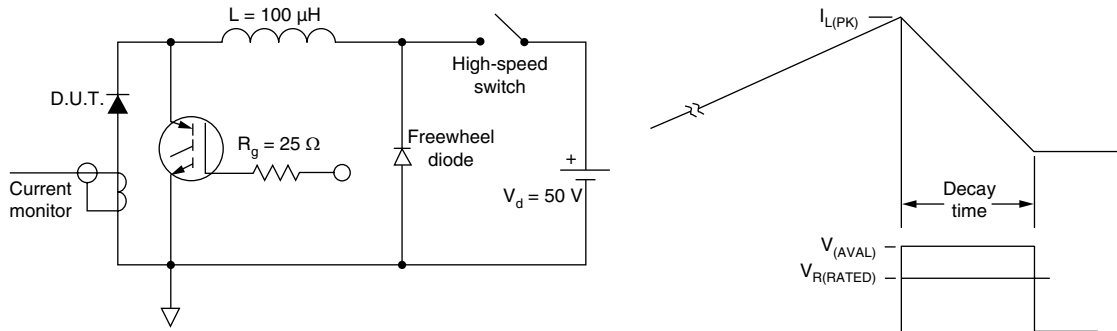 L = 100 μH
D.U.T.
High-speed
switch
R_g = 25 Ω
Freewheel
diode
+
Current
monitor
V_d = 50 V
I_L(PK)
Decay
time
V_(AVAL)
V_R(RATED)